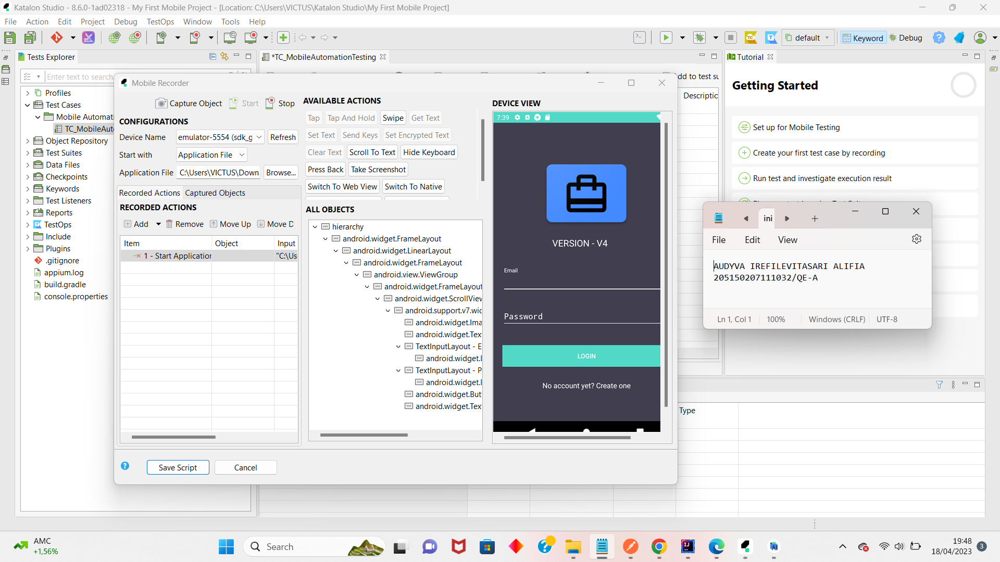 Katalon Studio - 8.6.0-1ad02318 - My First Mobile Project - [Location: C:\Users\VICTUS\Katalon Studio\My First Mobile Project]
File Action Edit Project Debug TestOps Window Tools Help
default Keyword Debug
Tests Explorer
*TC_MobileAutomationTesting
Tutorial
Enter text to search
Profiles
Test Cases
Mobile Automati
TC_MobileAut
Object Repository
Test Suites
Data Files
Checkpoints
Keywords
Test Listeners
Reports
TestOps
Include
Plugins
.gitignore
appium.log
build.gradle
console.properties
Mobile Recorder
Capture Object Start Stop
CONFIGURATIONS
Device Name emulator-5554 (sdk_g Refresh
Start with Application File
Application File C:\Users\VICTUS\Down Browse...
Recorded Actions Captured Objects
RECORDED ACTIONS
Add Remove Move Up Move D
Item Object Input
1 - Start Application "C:\Us
AVAILABLE ACTIONS
Tap Tap And Hold Swipe Get Text
Set Text Send Keys Set Encrypted Text
Clear Text Scroll To Text Hide Keyboard
Press Back Take Screenshot
Switch To Web View Switch To Native
ALL OBJECTS
hierarchy
android.widget.FrameLayout
android.widget.LinearLayout
android.widget.FrameLayout
android.view.ViewGroup
android.widget.FrameLayout
android.widget.ScrollView
android.support.v7.wid
android.widget.Ima
android.widget.Tex
TextInputLayout - E
android.widget.E
TextInputLayout - P
android.widget.E
android.widget.But
android.widget.Tex
DEVICE VIEW
7:39
VERSION - V4
Email
Password
LOGIN
No account yet? Create one
Save Script Cancel
dd to test su
Descriptic
Type
Getting Started
Set up for Mobile Testing
Create your first test case by recording
Run test and investigate execution result
ini
File Edit View
AUDYVA IREFILEVITASARI ALIFIA
205150207111032/QE-A
Ln 1, Col 1 100% Windows (CRLF) UTF-8
AMC
+1,56%
Search
19:48
18/04/2023
3